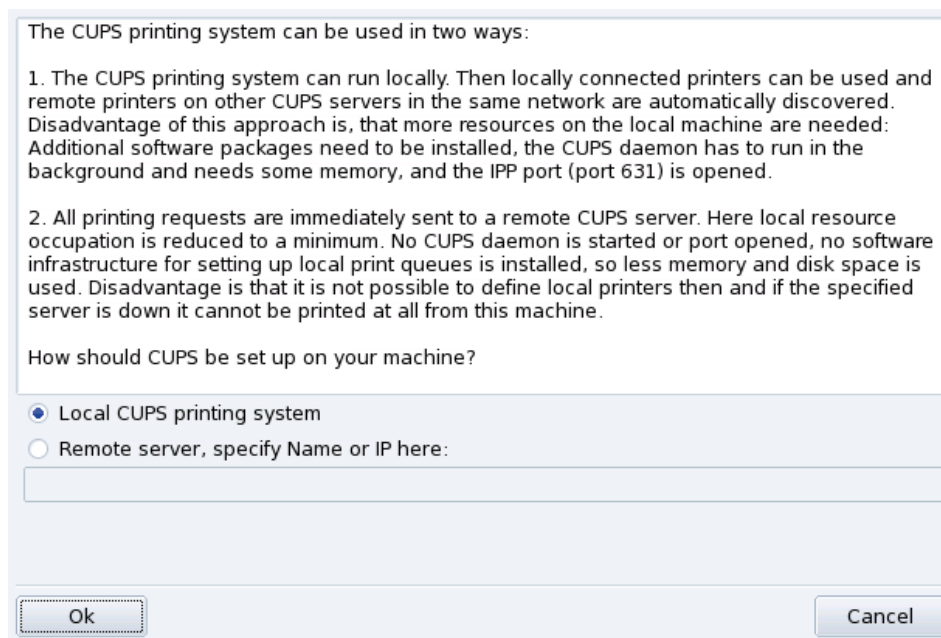 The CUPS printing system can be used in two ways:
1. The CUPS printing system can run locally. Then locally connected printers can be used and
remote printers on other CUPS servers in the same network are automatically discovered.
Disadvantage of this approach is, that more resources on the local machine are needed:
Additional software packages need to be installed, the CUPS daemon has to run in the
background and needs some memory, and the IPP port (port 631) is opened.
2. All printing requests are immediately sent to a remote CUPS server. Here local resource
occupation is reduced to a minimum. No CUPS daemon is started or port opened, no software
infrastructure for setting up local print queues is installed, so less memory and disk space is
used. Disadvantage is that it is not possible to define local printers then and if the specified
server is down it cannot be printed at all from this machine.
How should CUPS be set up on your machine?
Local CUPS printing system
Remote server, specify Name or IP here:
Ok
Cancel